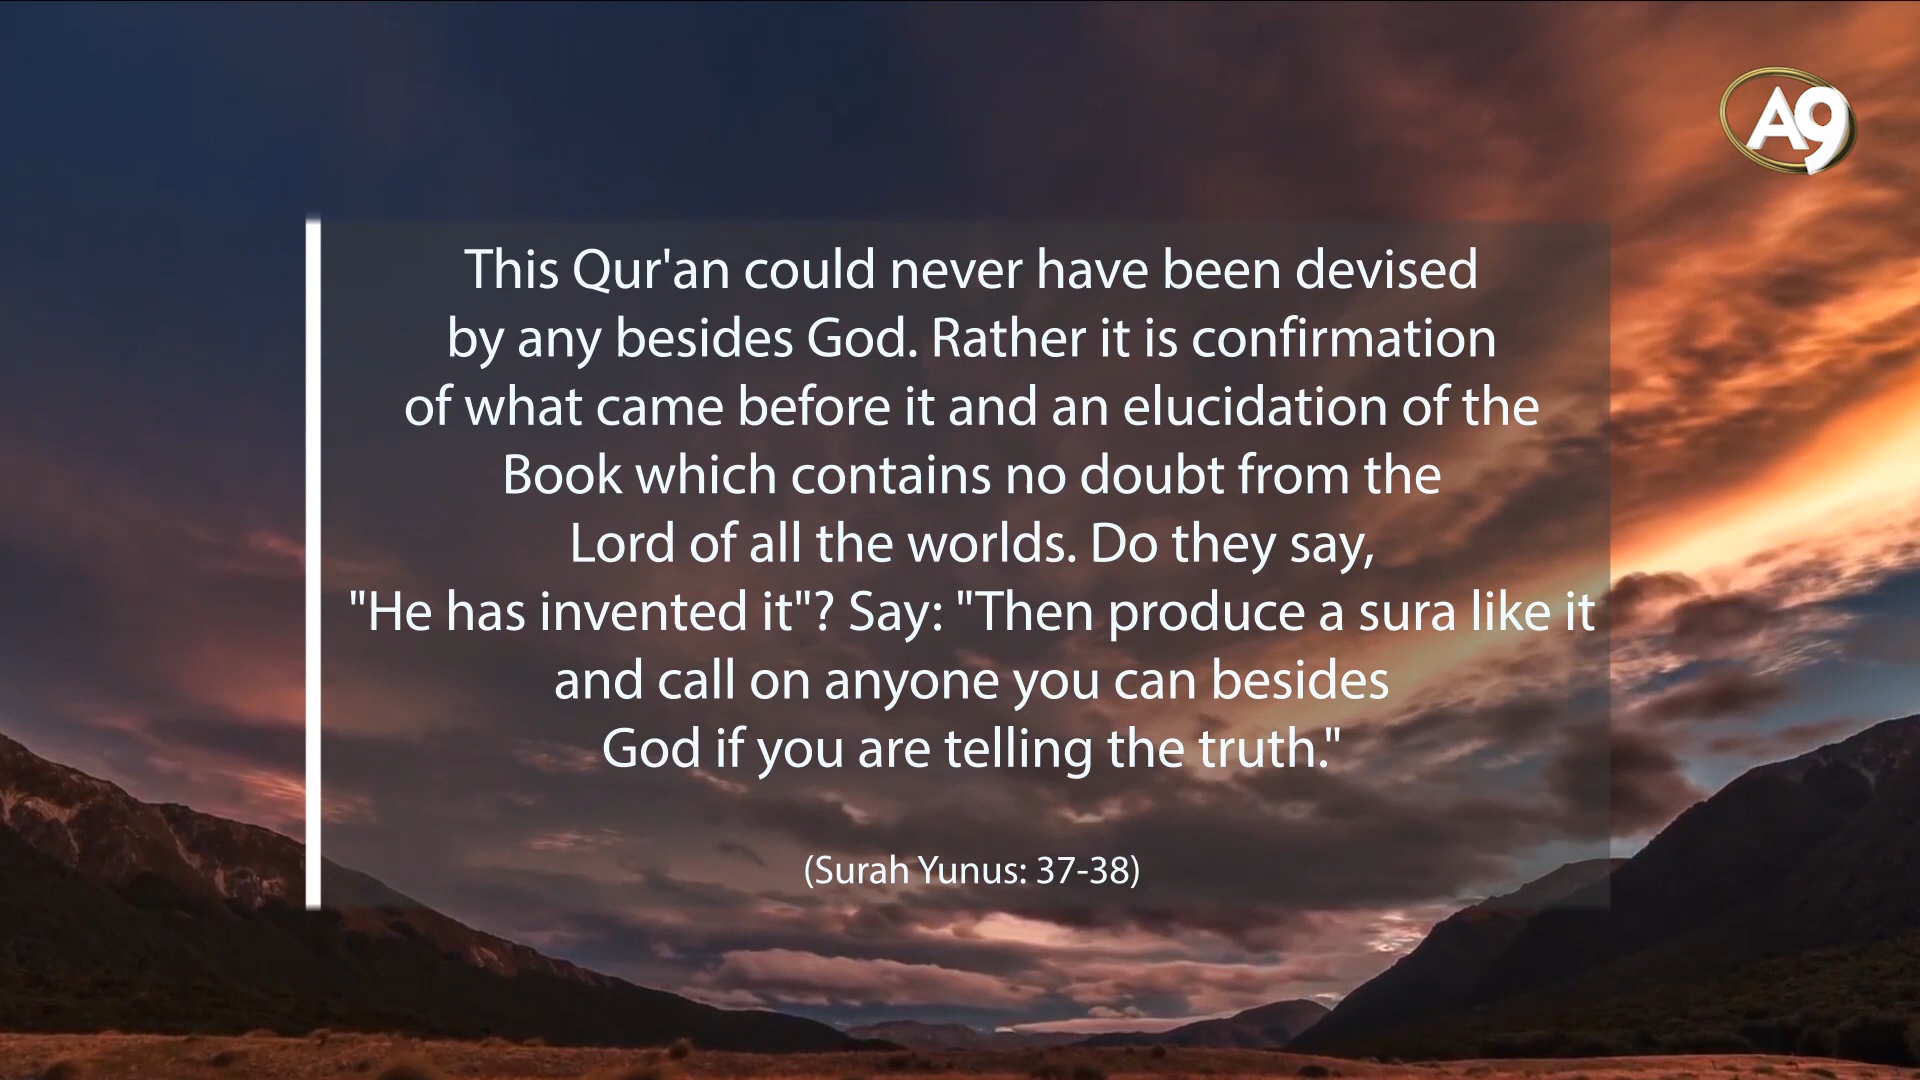 A9
This Qur'an could never have been devised
by any besides God. Rather it is confirmation
of what came before it and an elucidation of the
Book which contains no doubt from the
Lord of all the worlds. Do they say,
"He has invented it"? Say: "Then produce a sura like it
and call on anyone you can besides
God if you are telling the truth."
(Surah Yunus: 37-38)